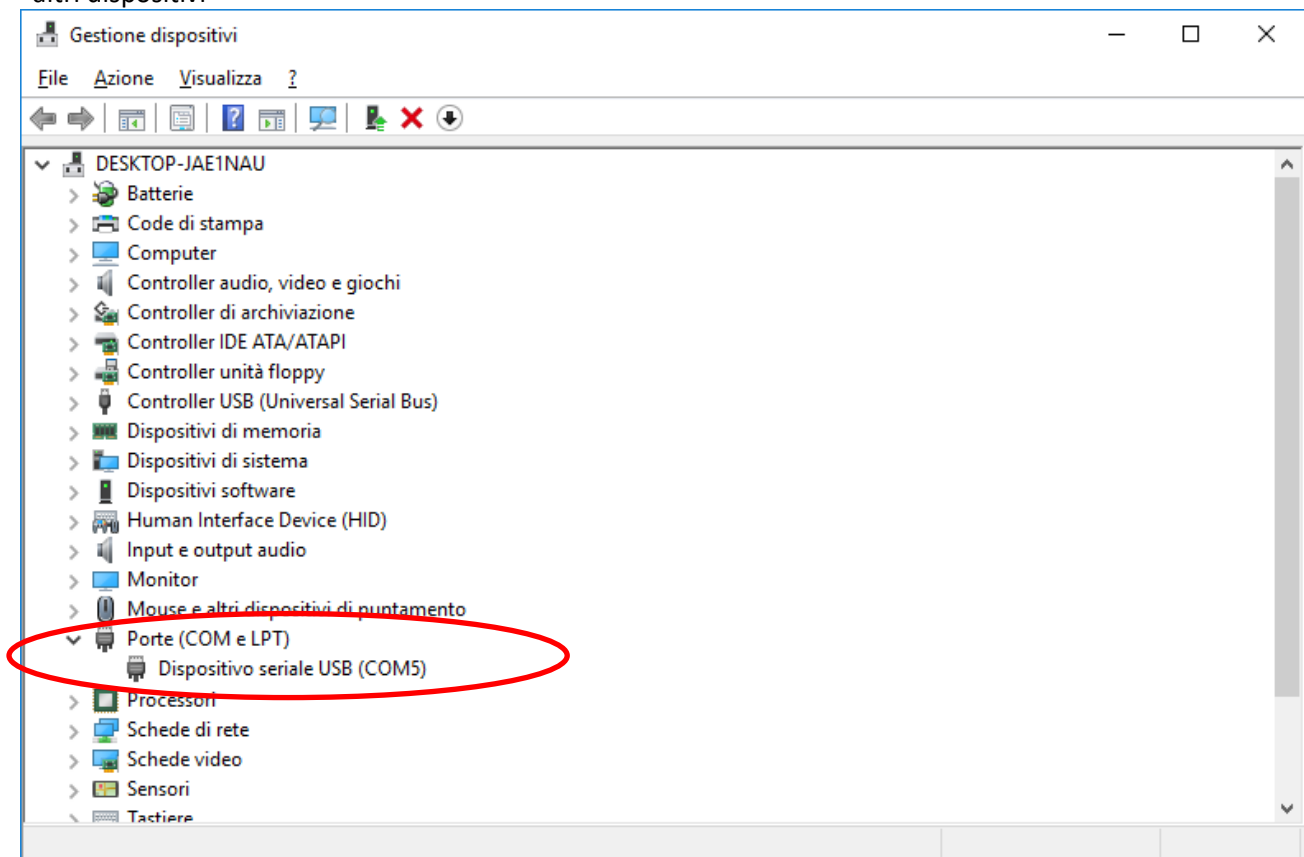 altri dispositivi
Gestione dispositivi
File Azione Visualizza ?
DESKTOP-JAE1NAU
Batterie
Code di stampa
Computer
Controller audio, video e giochi
Controller di archiviazione
Controller IDE ATA/ATAPI
Controller unità floppy
Controller USB (Universal Serial Bus)
Dispositivi di memoria
Dispositivi di sistema
Dispositivi software
Human Interface Device (HID)
Input e output audio
Monitor
Mouse e altri dispositivi di puntamento
Porte (COM e LPT)
Dispositivo seriale USB (COM5)
Processori
Schede di rete
Schede video
Sensori
Tastiere